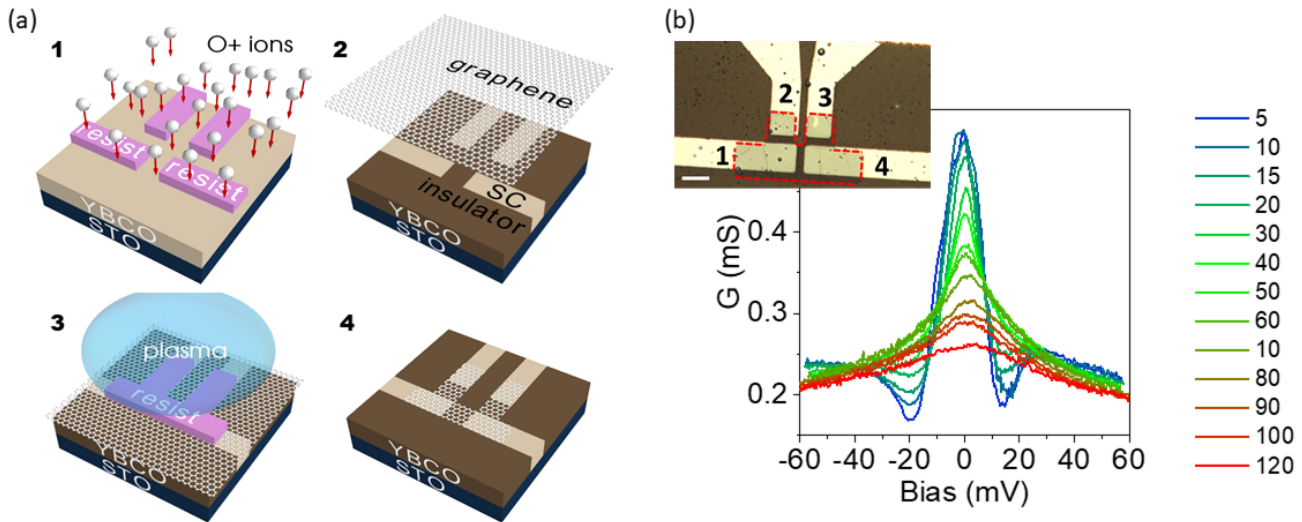 (a)
1
O+ ions
resist
resist
YBCO
STO
2
graphene
SC
insulator
YBCO
STO
3
plasma
resist
YBCO
STO
4
YBCO
STO
(b)
2 3
1 4
0.4
0.3
0.2
G (mS)
-60 -40 -20 0 20 40 60
Bias (mV)
5
10
15
20
30
40
50
60
10
80
90
100
120